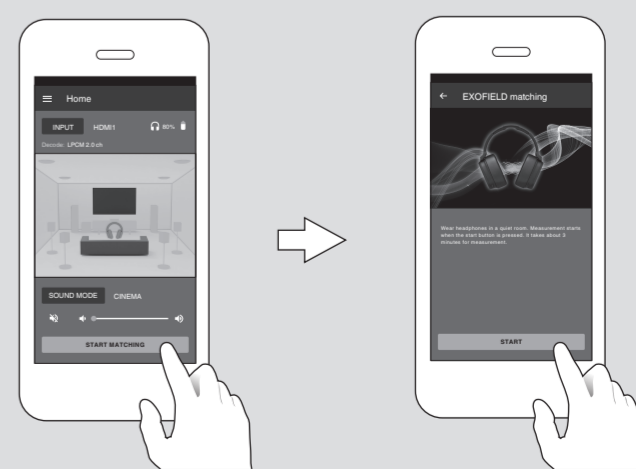 Home
INPUT HDMI1 80%
Decode: LPCM 2.0 ch
SOUND MODE CINEMA
START MATCHING
EXOFIELD matching
Wear headphones in a quiet room. Measurement starts
when the start button is pressed. It takes about 3
minutes for measurement.
START